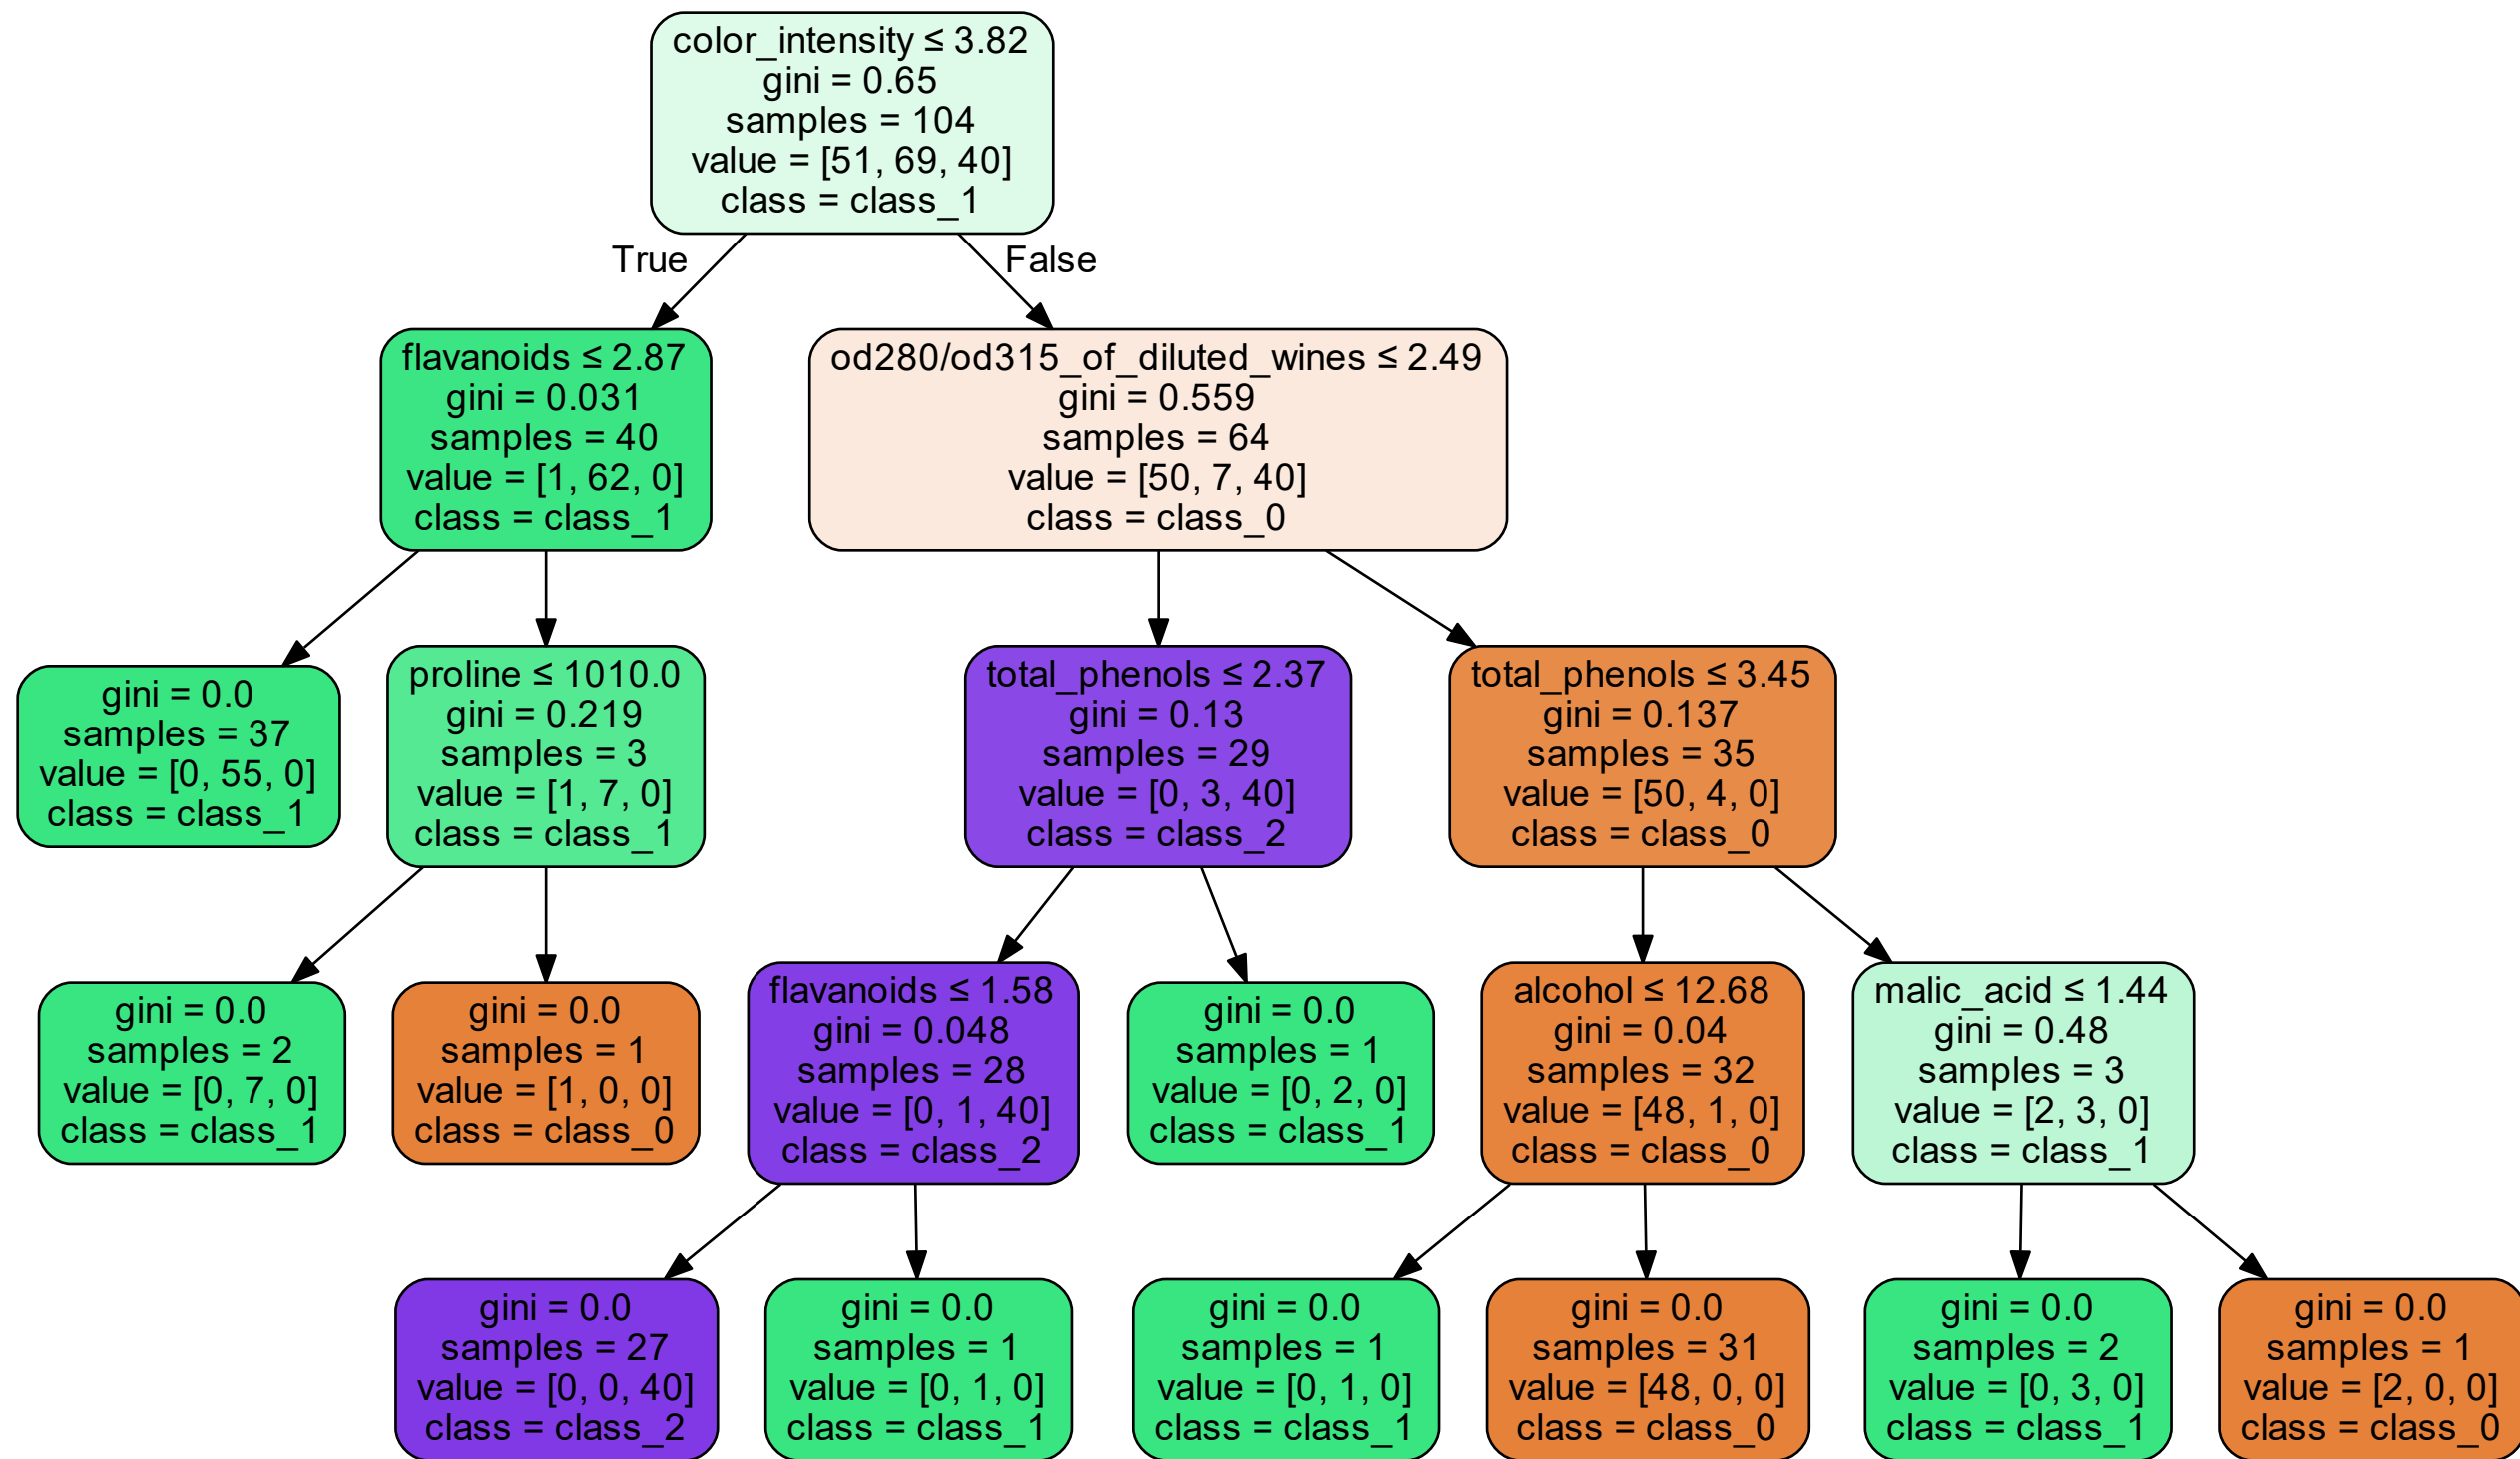 color_intensity ≤ 3.82
gini = 0.65
samples = 104
value = [51, 69, 40]
class = class_1
True
False
flavanoids ≤ 2.87
gini = 0.031
samples = 40
value = [1, 62, 0]
class = class_1
od280/od315_of_diluted_wines ≤ 2.49
gini = 0.559
samples = 64
value = [50, 7, 40]
class = class_0
gini = 0.0
samples = 37
value = [0, 55, 0]
class = class_1
proline ≤ 1010.0
gini = 0.219
samples = 3
value = [1, 7, 0]
class = class_1
total_phenols ≤ 2.37
gini = 0.13
samples = 29
value = [0, 3, 40]
class = class_2
total_phenols ≤ 3.45
gini = 0.137
samples = 35
value = [50, 4, 0]
class = class_0
gini = 0.0
samples = 2
value = [0, 7, 0]
class = class_1
gini = 0.0
samples = 1
value = [1, 0, 0]
class = class_0
flavanoids ≤ 1.58
gini = 0.048
samples = 28
value = [0, 1, 40]
class = class_2
gini = 0.0
samples = 1
value = [0, 2, 0]
class = class_1
alcohol ≤ 12.68
gini = 0.04
samples = 32
value = [48, 1, 0]
class = class_0
malic_acid ≤ 1.44
gini = 0.48
samples = 3
value = [2, 3, 0]
class = class_1
gini = 0.0
samples = 27
value = [0, 0, 40]
class = class_2
gini = 0.0
samples = 1
value = [0, 1, 0]
class = class_1
gini = 0.0
samples = 1
value = [0, 1, 0]
class = class_1
gini = 0.0
samples = 31
value = [48, 0, 0]
class = class_0
gini = 0.0
samples = 2
value = [0, 3, 0]
class = class_1
gini = 0.0
samples = 1
value = [2, 0, 0]
class = class_0